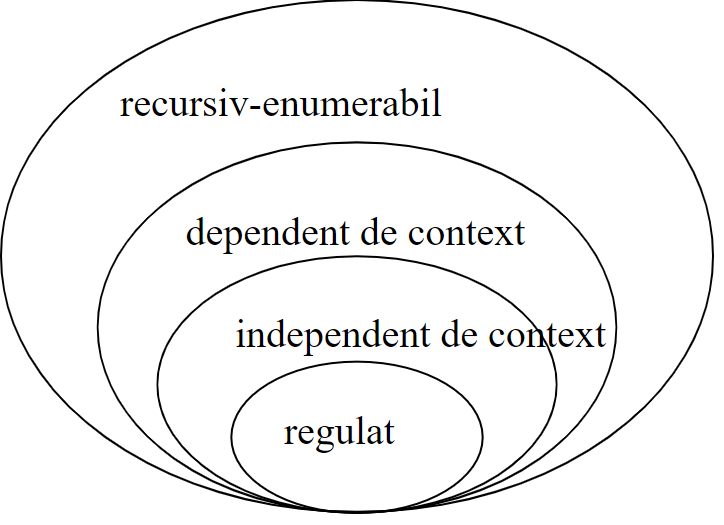 recursiv-enumerabil
dependent de context
independent de context
regulat